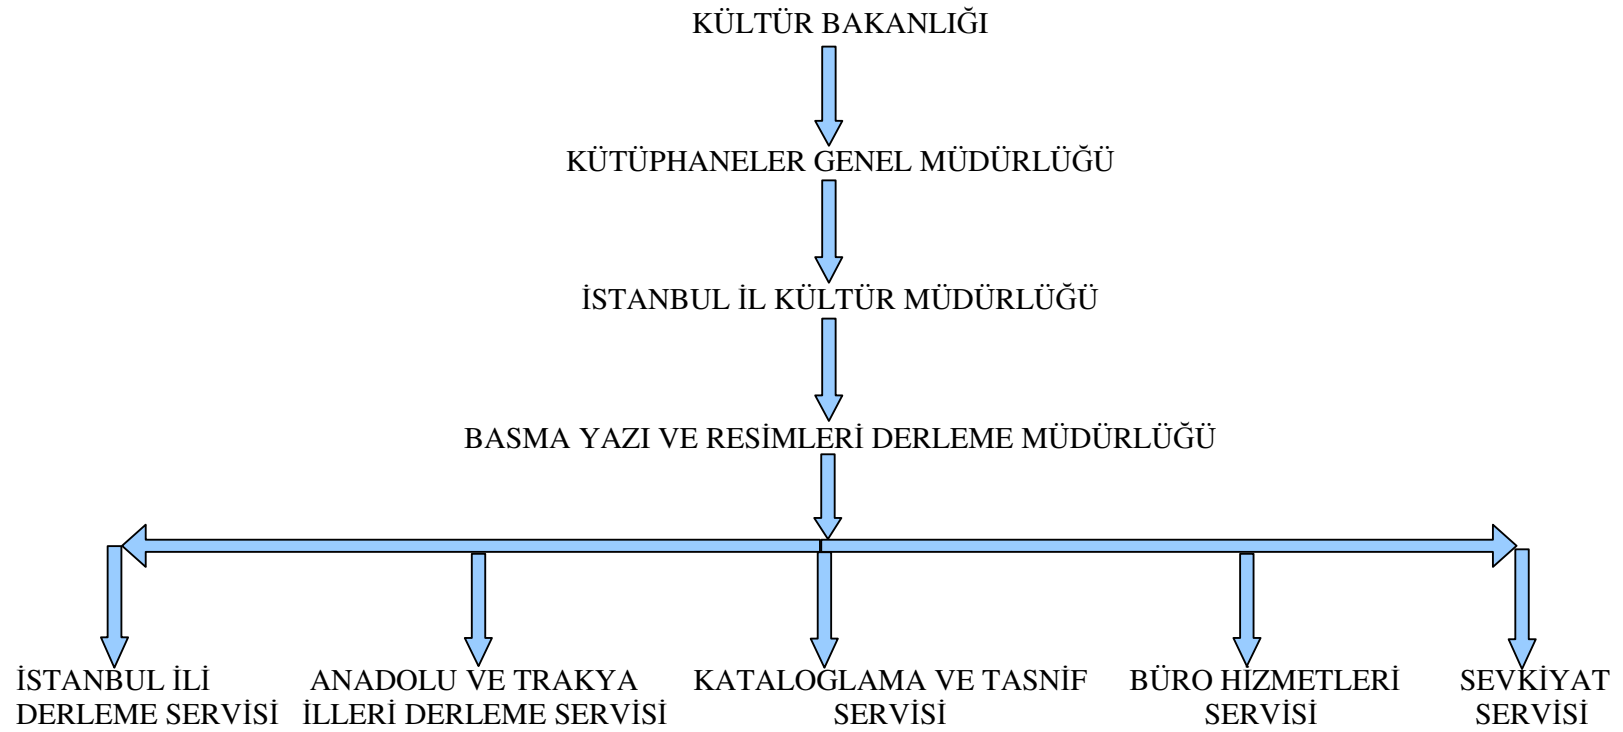 KÜLTÜR BAKANLIĞI
KÜTÜPHANELER GENEL MÜDÜRLÜĞÜ
İSTANBUL İL KÜLTÜR MÜDÜRLÜĞÜ
BASMA YAZI VE RESİMLERİ DERLEME MÜDÜRLÜĞÜ
İSTANBUL İLİ
DERLEME SERVİSİ
ANADOLU VE TRAKYA
İLLERİ DERLEME SERVİSİ
KATALOĞLAMA VE TASNİF
SERVİSİ
BÜRO HİZMETLERİ
SERVİSİ
SEVKİYAT
SERVİSİ